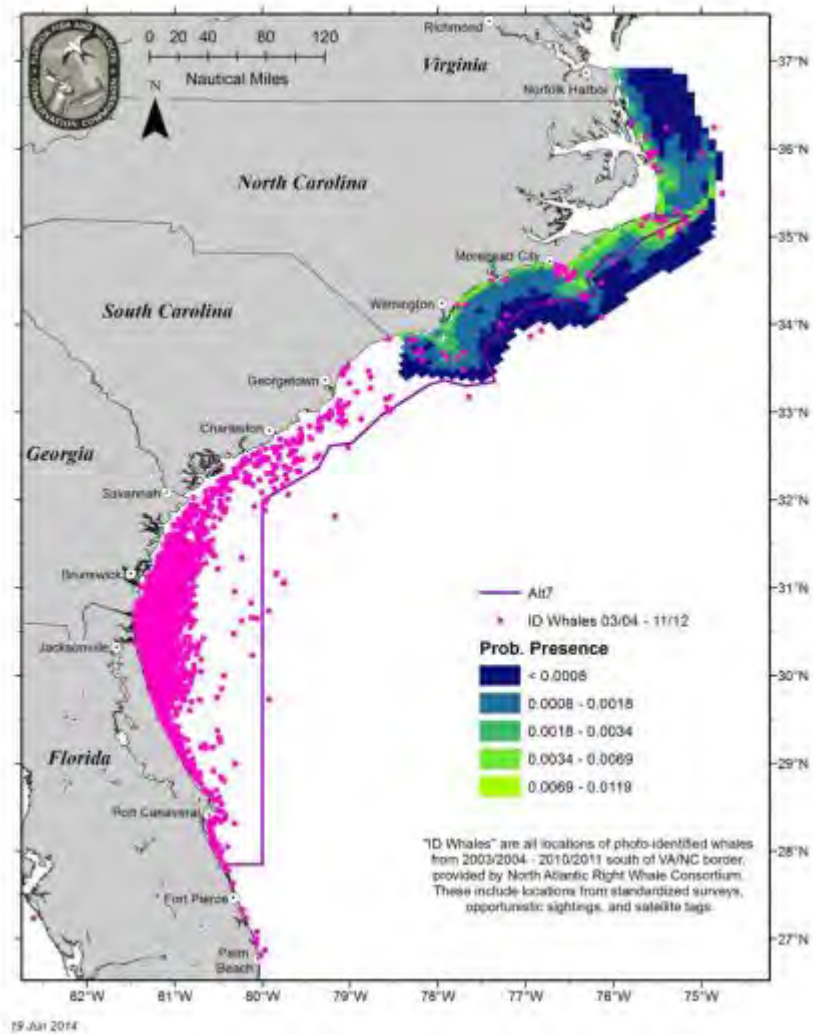 FLORIDA FISH AND WILDLIFE
CONSERVATION COMMISSION
0 20 40 80 120
Nautical Miles
N
Richmond
Virginia
Norfolk Harbor
North Carolina
Morehead City
Wilmington
South Carolina
Georgetown
Charleston
Georgia
Savannah
Brunswick
Jacksonville
Florida
Port Canaveral
Fort Pierce
Palm
Beach
37°N
36°N
35°N
34°N
33°N
32°N
31°N
30°N
29°N
28°N
27°N
Alt7
ID Whales 03/04 - 11/12
Prob. Presence
< 0.0008
0.0008 - 0.0018
0.0018 - 0.0034
0.0034 - 0.0069
0.0069 - 0.0119
"ID Whales" are all locations of photo-identified whales
from 2003/2004 - 2010/2011 south of VA/NC border,
provided by North Atlantic Right Whale Consortium.
These include locations from standardized surveys,
opportunistic sightings, and satellite tags
82°W 81°W 80°W 79°W 78°W 77°W 76°W 75°W
19 Jun 2014